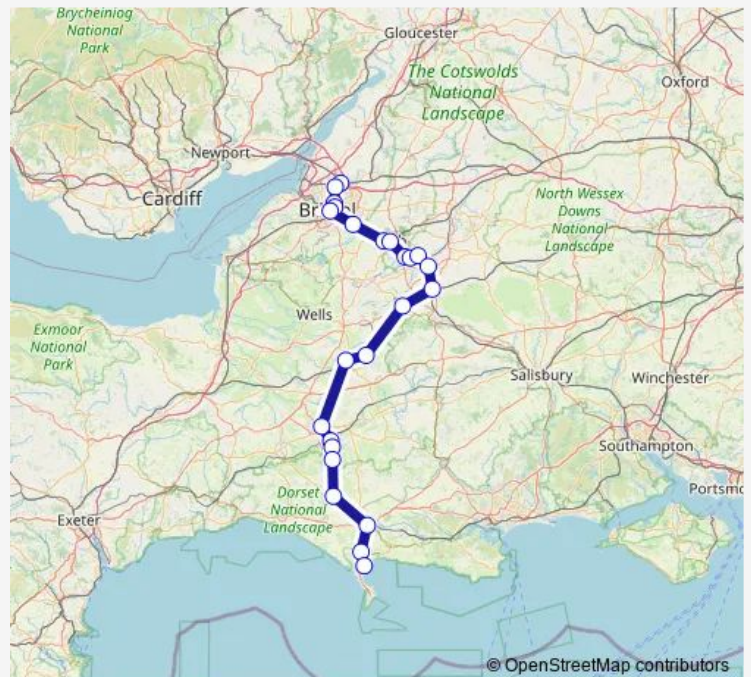 Brycheiniog
National
Park
Gloucester
The Cotswolds
National
Landscape
Oxford
Newport
Cardiff
North Wessex
Downs
National
Landscape
Wells
Exmoor
National
Park
Salisbury
Winchester
Southampton
Dorset
National
Landscape
Exeter
© OpenStreetMap contributors